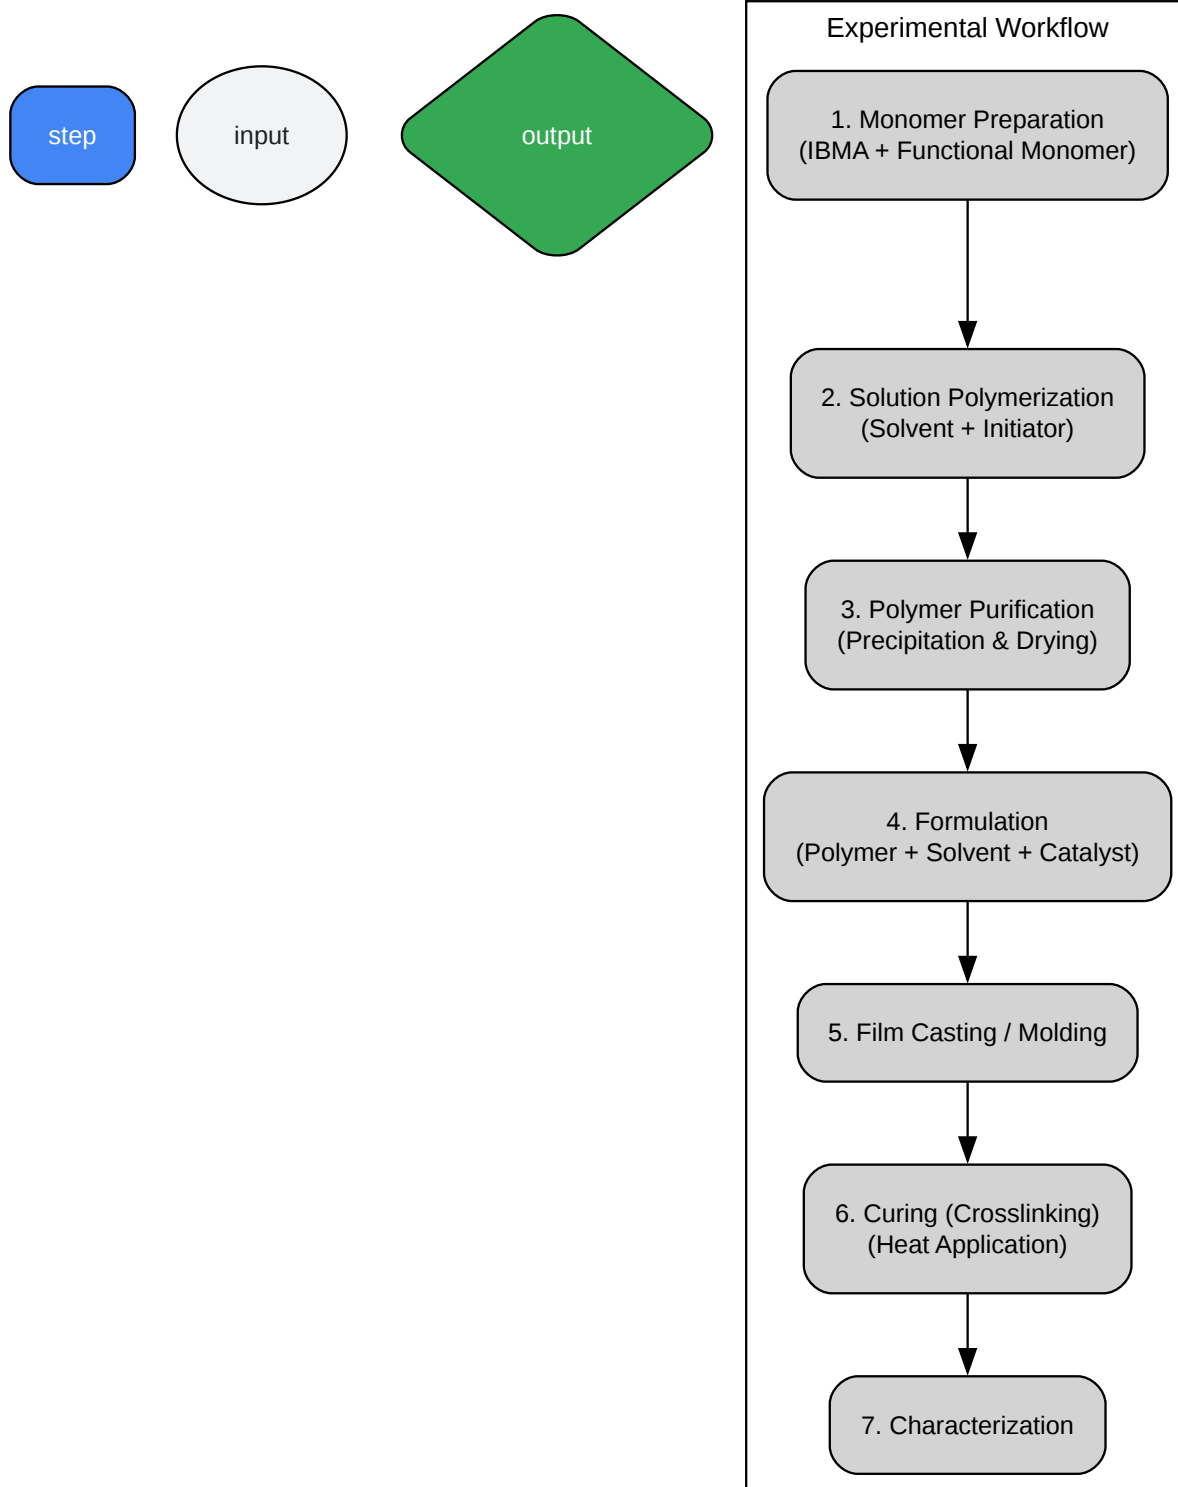 step
input
output
Experimental Workflow
1. Monomer Preparation
(IBMA + Functional Monomer)
2. Solution Polymerization
(Solvent + Initiator)
3. Polymer Purification
(Precipitation & Drying)
4. Formulation
(Polymer + Solvent + Catalyst)
5. Film Casting / Molding
6. Curing (Crosslinking)
(Heat Application)
7. Characterization